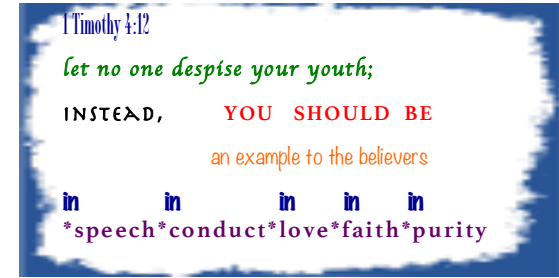 1 Timothy 4:12
let no one despise your youth;
INSTEAD, YOU SHOULD BE
an example to the believers
in in in in in
*speech*conduct*love*faith*purity